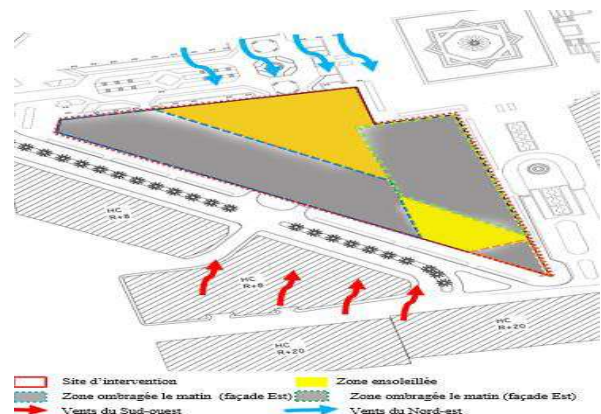 HC
R+8
HC
R+8
HC
R+20
HC
R+20
Site d'intervention Zone ensoleillée
Zone ombragée le matin (façade Est) Zone ombragée le matin (façade Est)
Vents du Sud-ouest Vents du Nord-est